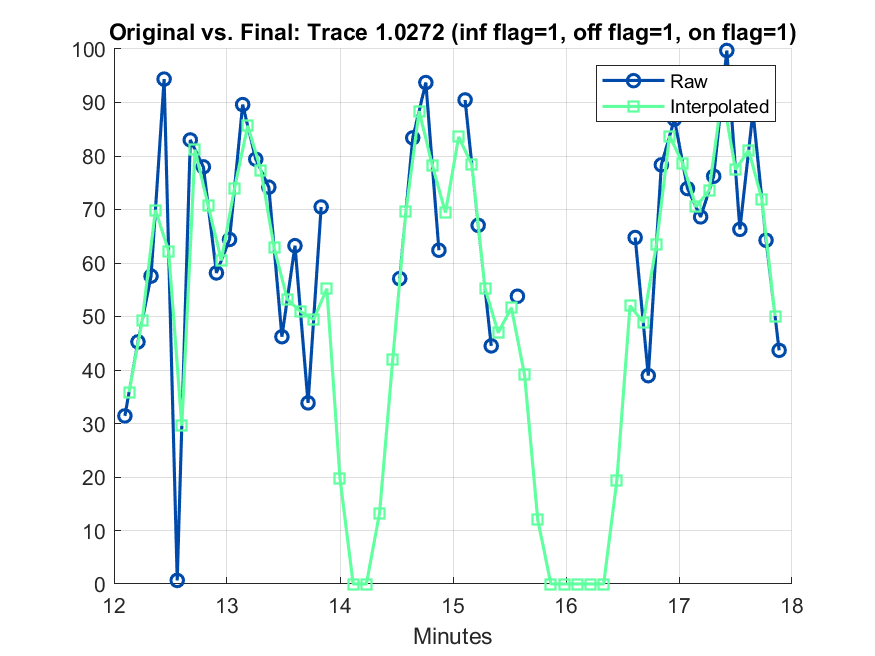 Original vs. Final: Trace 1.0272 (inf flag=1, off flag=1, on flag=1)
100
90
80
70
60
50
40
30
20
10
0
Raw
Interpolated
12 13 14 15 16 17 18
Minutes